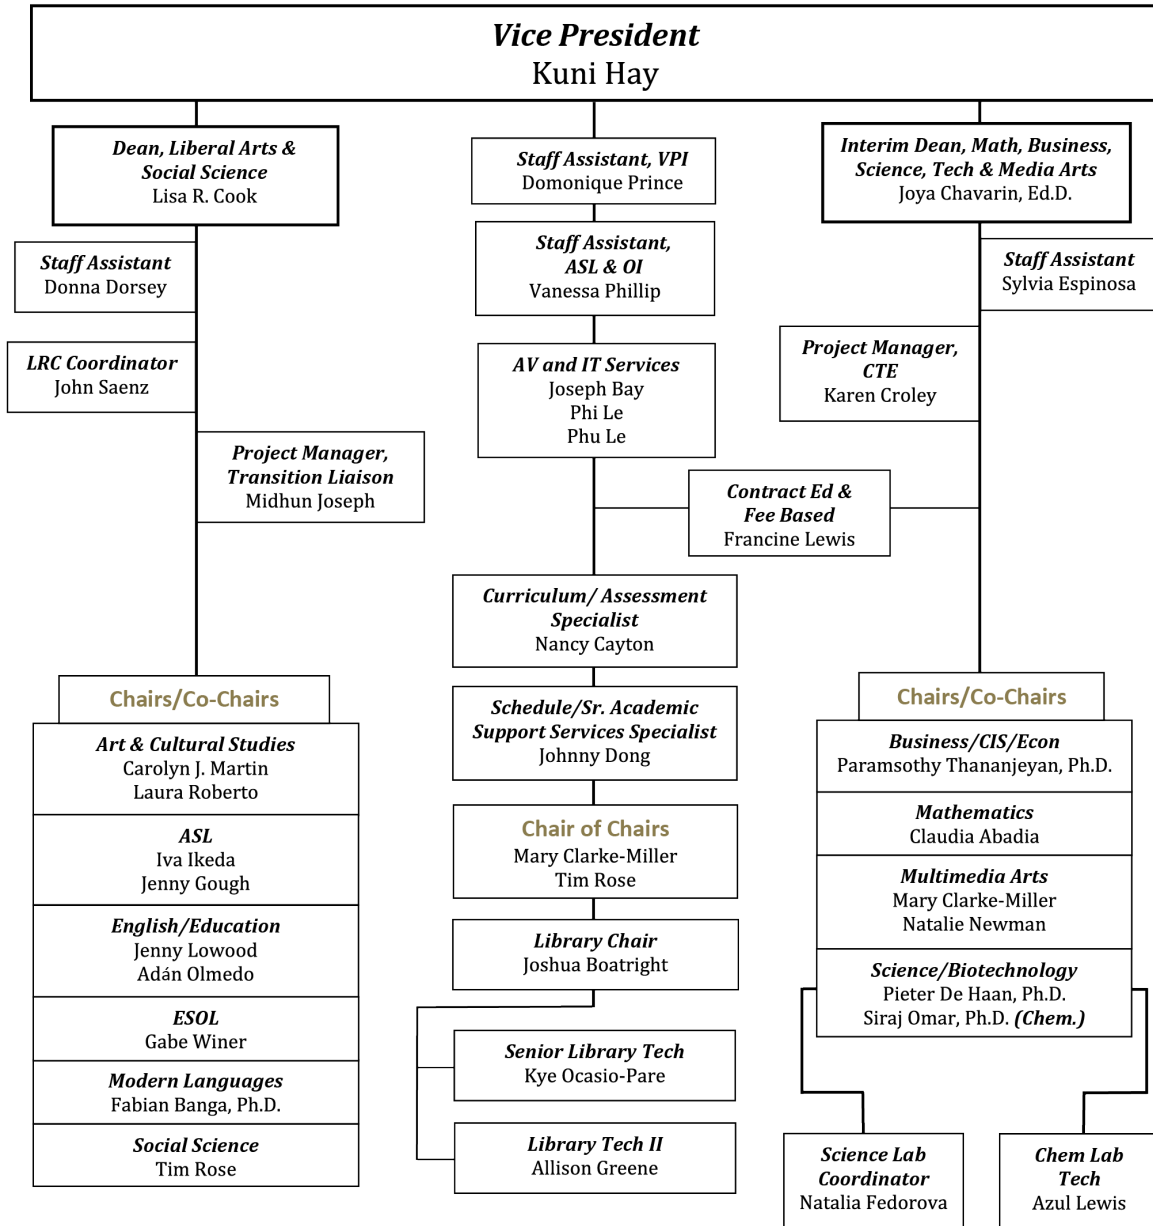 Vice President
Kuni Hay
Dean, Liberal Arts &
Social Science
Lisa R. Cook
Staff Assistant
Donna Dorsey
LRC Coordinator
John Saenz
Project Manager,
Transition Liaison
Midhun Joseph
Chairs/Co-Chairs
Art & Cultural Studies
Carolyn J. Martin
Laura Roberto
ASL
Iva Ikeda
Jenny Gough
English/Education
Jenny Lowood
Adán Olmedo
ESOL
Gabe Winer
Modern Languages
Fabian Banga, Ph.D.
Social Science
Tim Rose
Staff Assistant, VPI
Domonique Prince
Staff Assistant,
ASL & OI
Vanessa Phillip
AV and IT Services
Joseph Bay
Phi Le
Phu Le
Contract Ed &
Fee Based
Francine Lewis
Curriculum/ Assessment
Specialist
Nancy Cayton
Schedule/Sr. Academic
Support Services Specialist
Johnny Dong
Chair of Chairs
Mary Clarke-Miller
Tim Rose
Library Chair
Joshua Boatright
Senior Library Tech
Kye Ocasio-Pare
Library Tech II
Allison Greene
Interim Dean, Math, Business,
Science, Tech & Media Arts
Joya Chavarin, Ed.D.
Staff Assistant
Sylvia Espinosa
Project Manager,
CTE
Karen Croley
Chairs/Co-Chairs
Business/CIS/Econ
Paramsothy Thananjeyan, Ph.D.
Mathematics
Claudia Abadia
Multimedia Arts
Mary Clarke-Miller
Natalie Newman
Science/Biotechnology
Pieter De Haan, Ph.D.
Siraj Omar, Ph.D. (Chem.)
Science Lab
Coordinator
Natalia Fedorova
Chem Lab
Tech
Azul Lewis